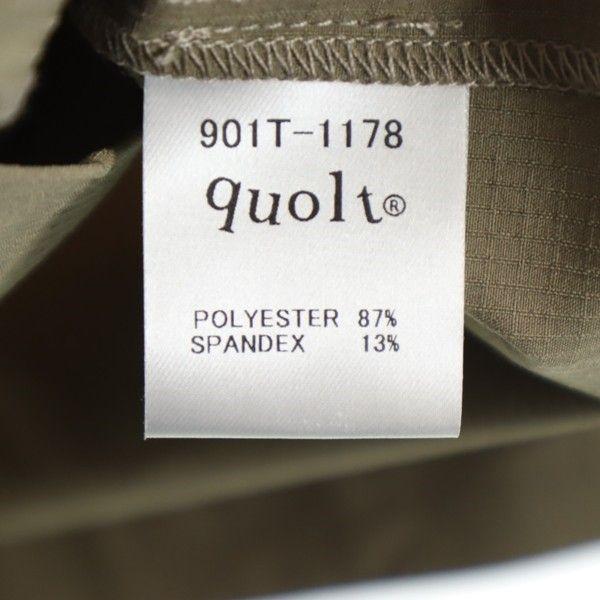 901T-1178
quolt®
POLYESTER 87%
SPANDEX 13%